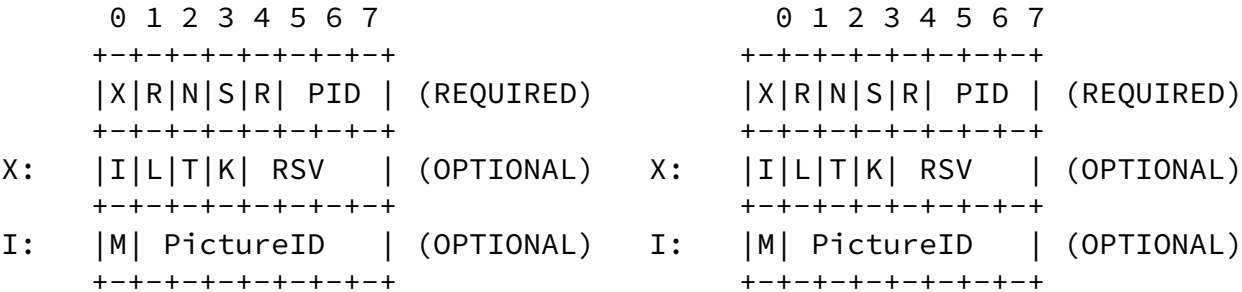 0 1 2 3 4 5 6 7                       0 1 2 3 4 5 6 7
      +-+-+-+-+-+-+-+-+                     +-+-+-+-+-+-+-+-+
      |X|R|N|S|R| PID | (REQUIRED)          |X|R|N|S|R| PID | (REQUIRED)
      +-+-+-+-+-+-+-+-+                     +-+-+-+-+-+-+-+-+
X:    |I|L|T|K| RSV   | (OPTIONAL)    X:    |I|L|T|K| RSV   | (OPTIONAL)
      +-+-+-+-+-+-+-+-+                     +-+-+-+-+-+-+-+-+
I:    |M| PictureID   | (OPTIONAL)    I:    |M| PictureID   | (OPTIONAL)
      +-+-+-+-+-+-+-+-+                     +-+-+-+-+-+-+-+-+